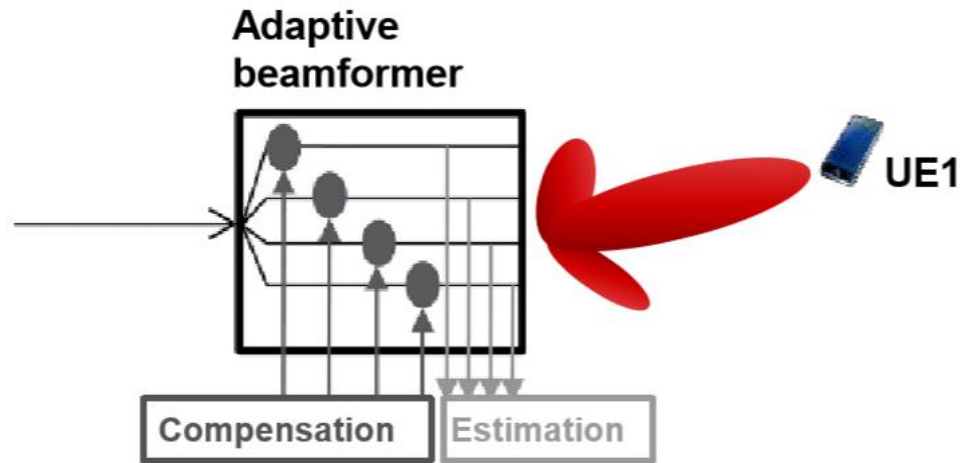 Adaptive
beamformer
UE1
Compensation
Estimation